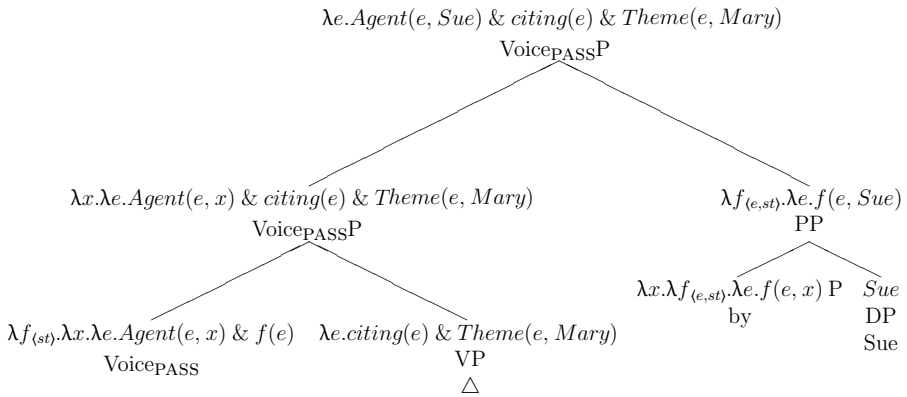 λe.Agent(e, Sue) & citing(e) & Theme(e, Mary)
VoicePASSP
λx.λe.Agent(e, x) & citing(e) & Theme(e, Mary)
VoicePASSP
λf⟨e,st⟩.λe.f(e, Sue)
PP
λf⟨st⟩.λx.λe.Agent(e, x) & f(e)
VoicePASS
λe.citing(e) & Theme(e, Mary)
VP
△
λx.λf⟨e,st⟩.λe.f(e, x) P
by
Sue
DP
Sue